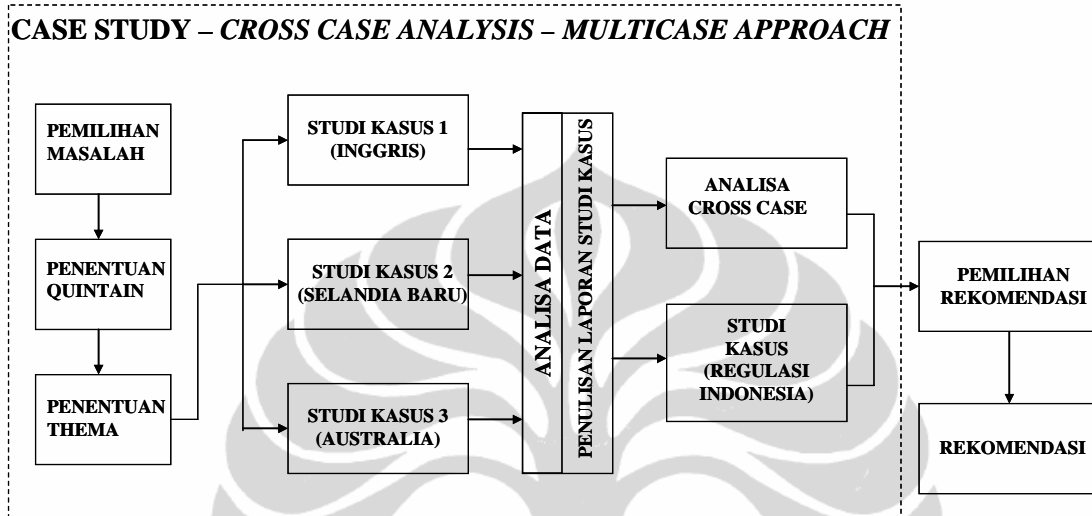 CASE STUDY – CROSS CASE ANALYSIS – MULTICASE APPROACH
PEMILIHAN
MASALAH
PENENTUAN
QUINTAIN
PENENTUAN
THEMA
STUDI KASUS 1
(INGGRIS)
STUDI KASUS 2
(SELANDIA BARU)
STUDI KASUS 3
(AUSTRALIA)
ANALISA DATA
PENULISAN LAPORAN STUDI KASUS
ANALISA
CROSS CASE
STUDI
KASUS
(REGULASI
INDONESIA)
PEMILIHAN
REKOMENDASI
REKOMENDASI